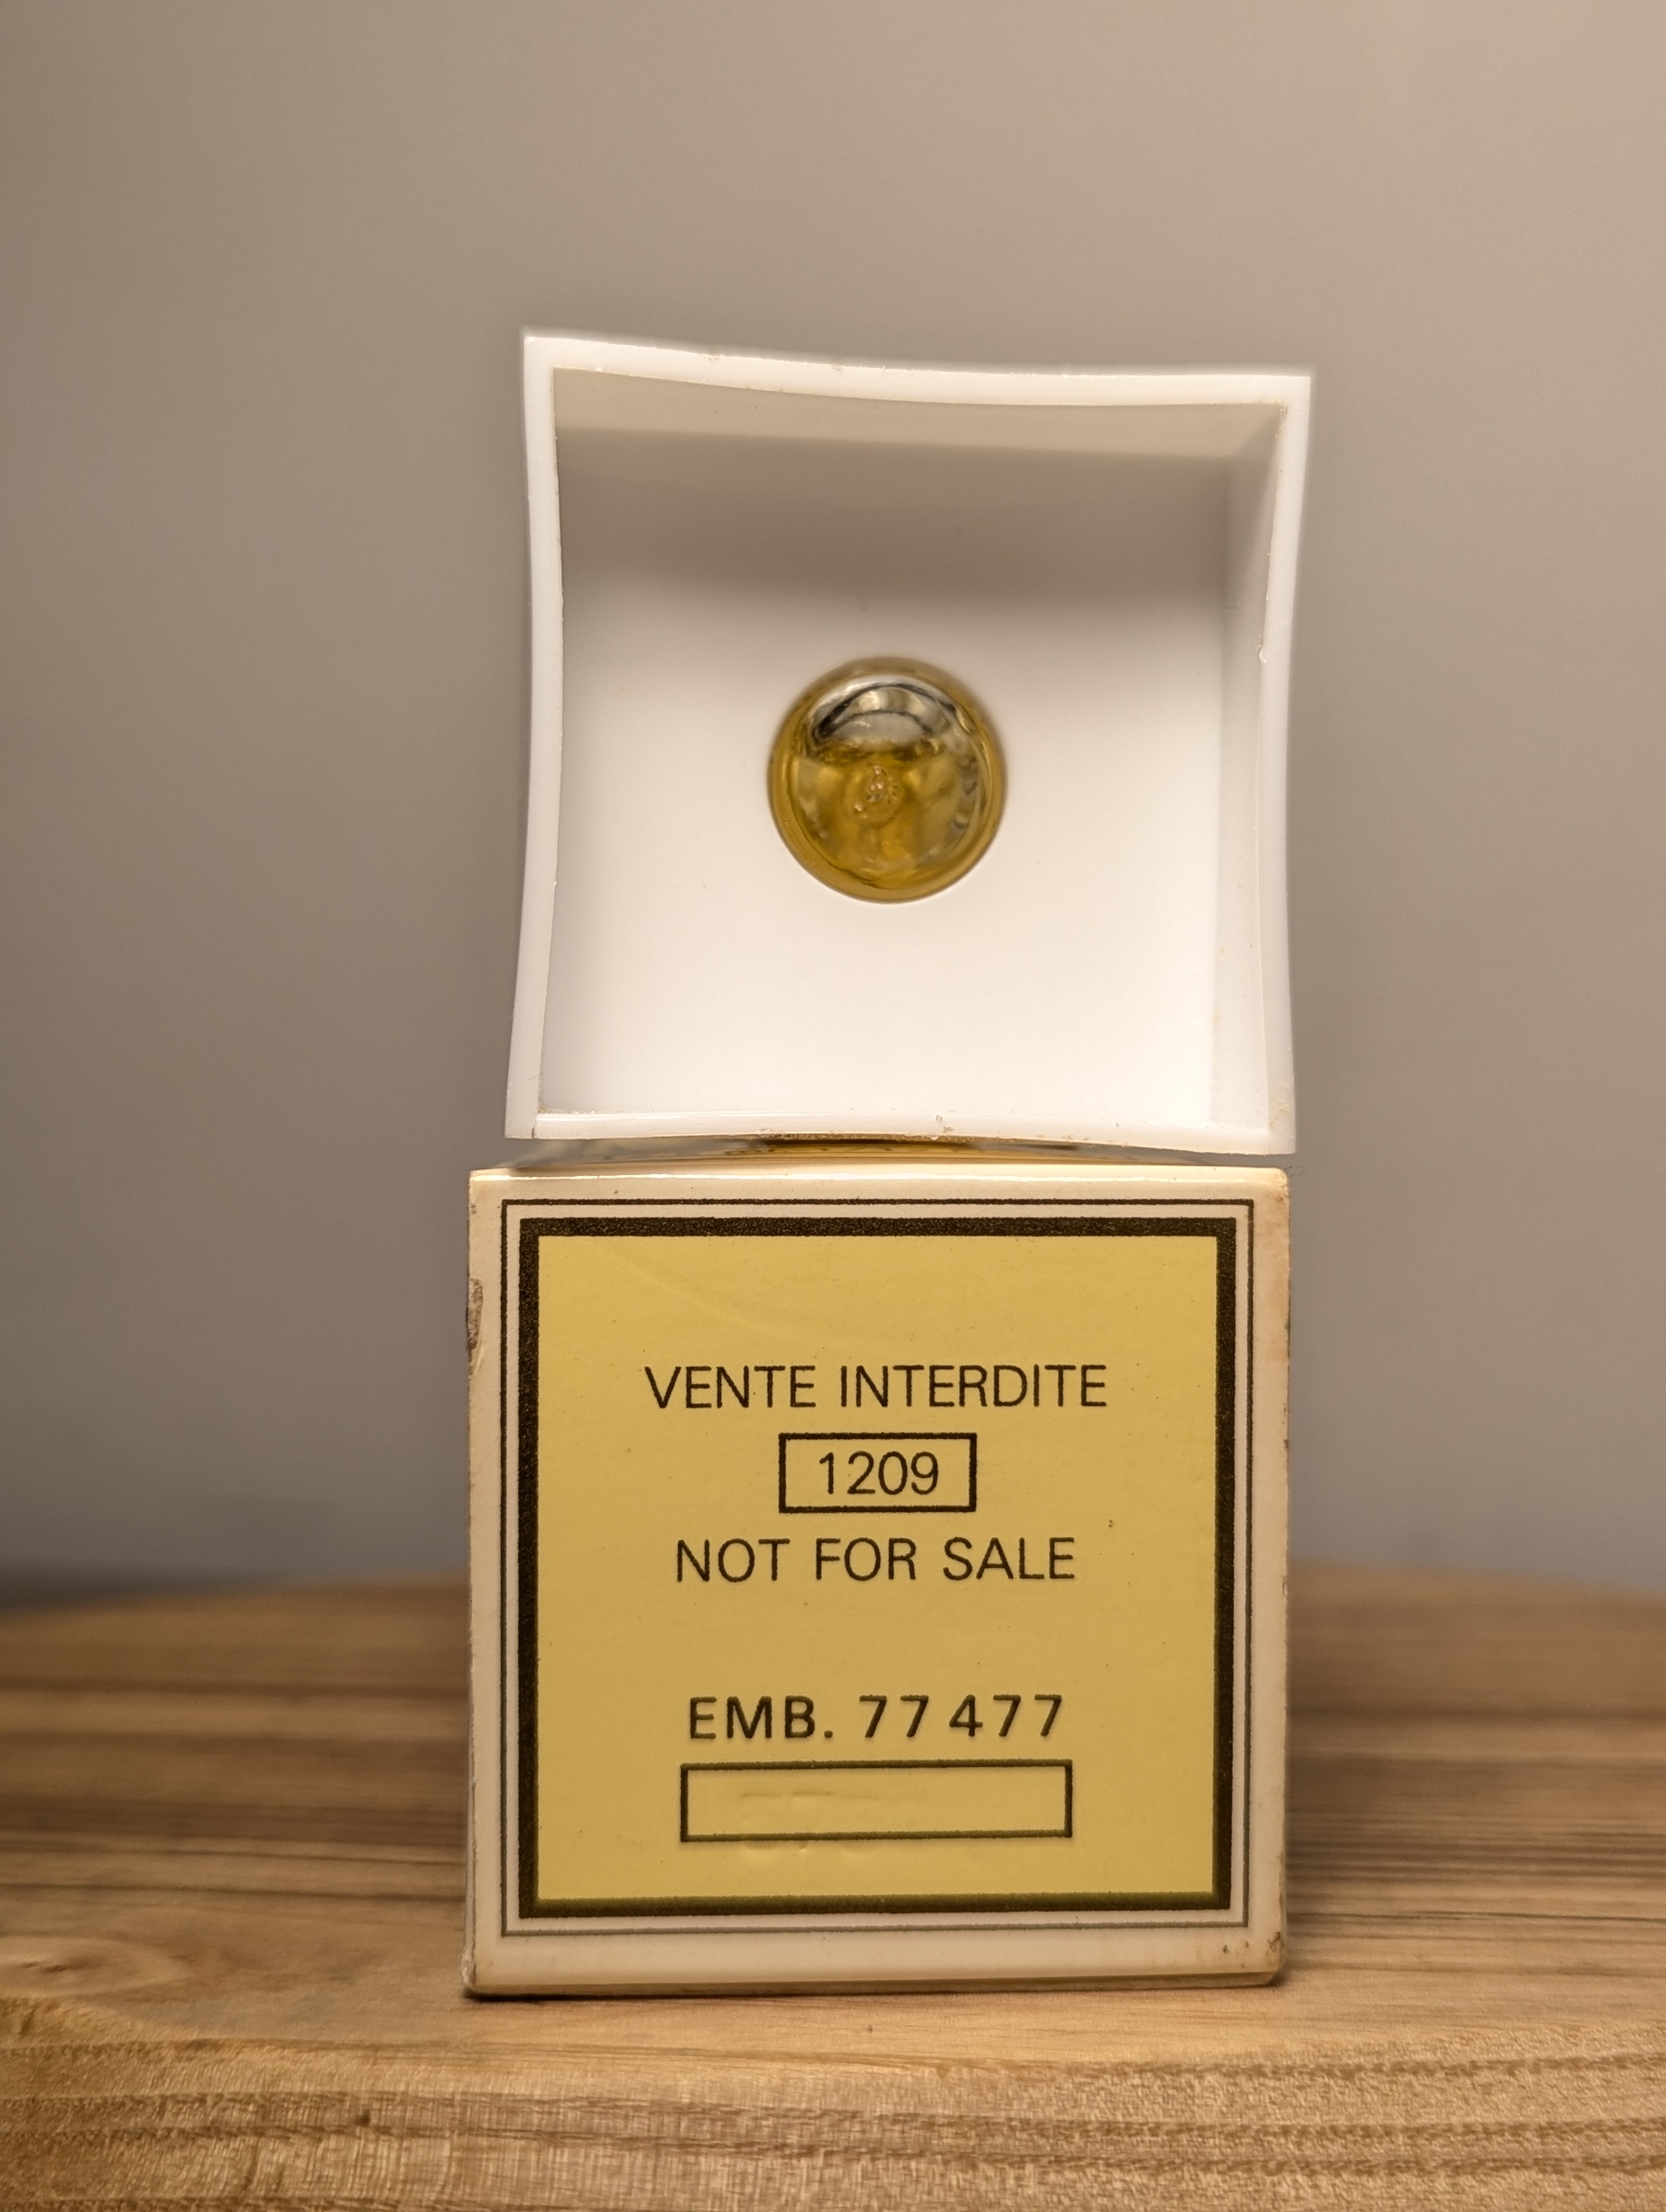 VENTE INTERDITE
1209
NOT FOR SALE
EMB. 77 477